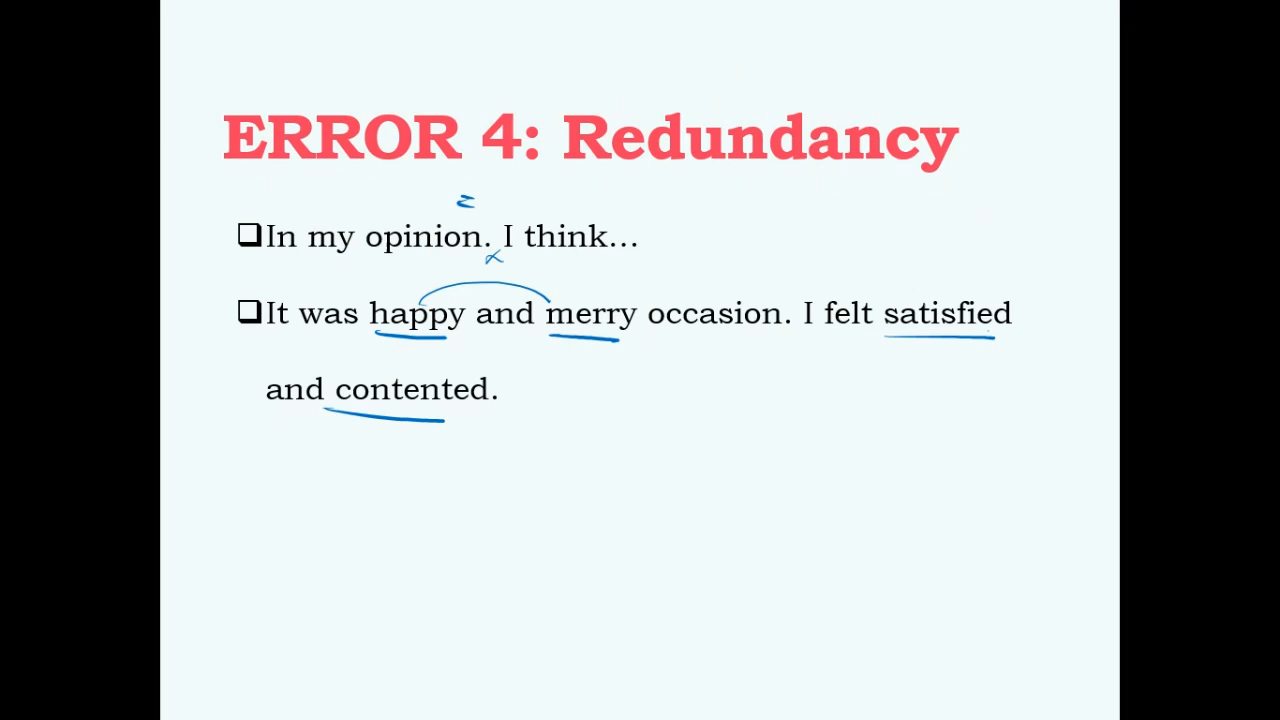 ERROR 4: Redundancy
In my opinion. I think...
It was happy and merry occasion. I felt satisfied
and contented.